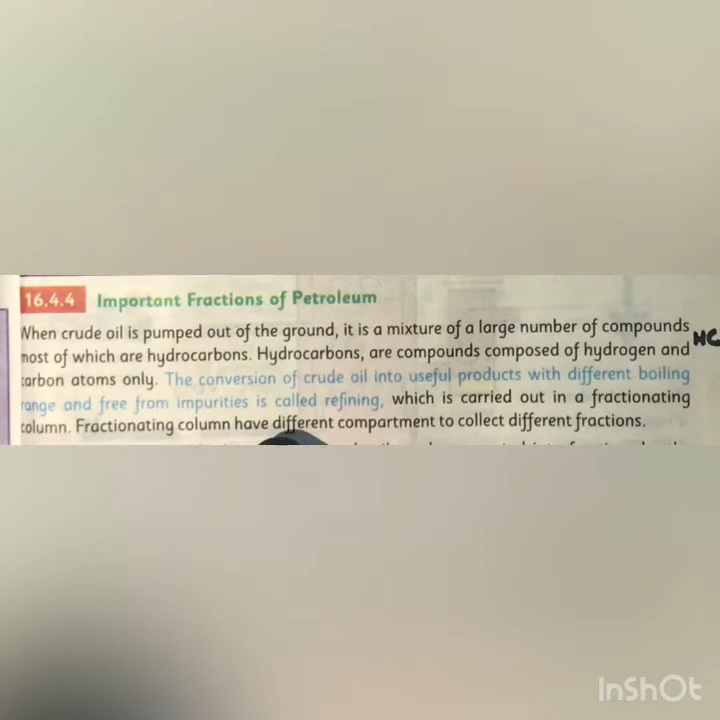 16.4.4 Important Fractions of Petroleum
When crude oil is pumped out of the ground, it is a mixture of a large number of compounds
most of which are hydrocarbons. Hydrocarbons, are compounds composed of hydrogen and
HC
carbon atoms only. The conversion of crude oil into useful products with different boiling
range and free from impurities is called refining, which is carried out in a fractionating
column. Fractionating column have different compartment to collect different fractions.
InShOt